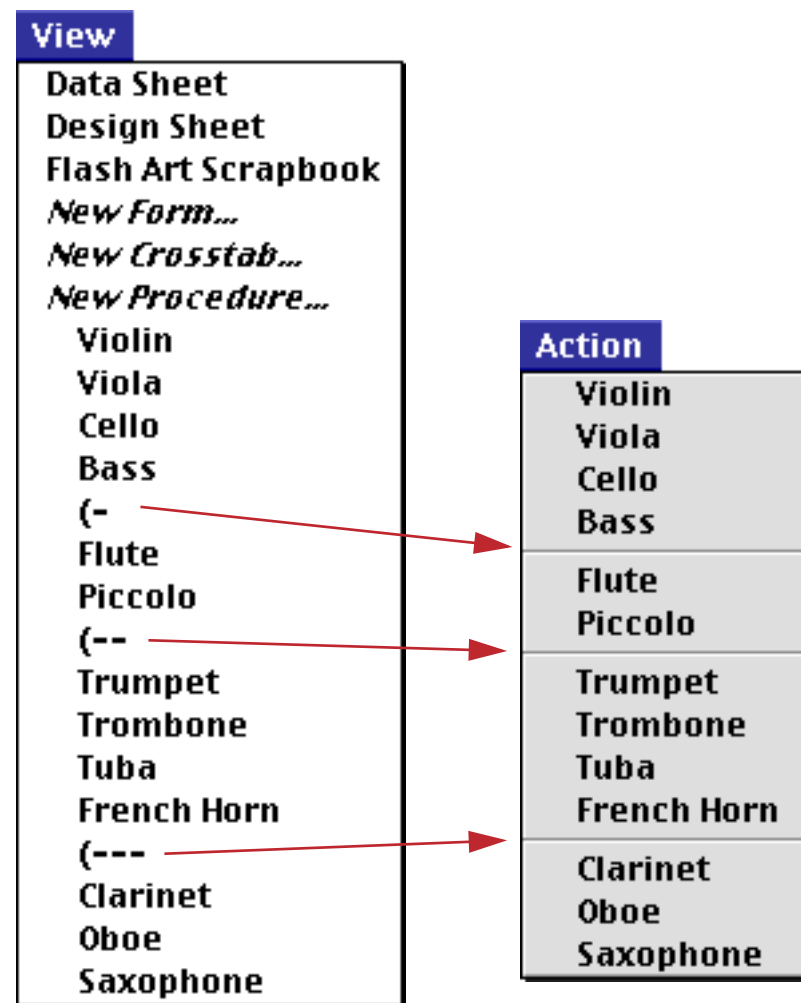 View
Data Sheet
Design Sheet
Flash Art Scrapbook
New Form...
New Crosstab...
New Procedure...
Violin
Viola
Cello
Bass
(-
Flute
Piccolo
(--
Trumpet
Trombone
Tuba
French Horn
(---
Clarinet
Oboe
Saxophone
Action
Violin
Viola
Cello
Bass
Flute
Piccolo
Trumpet
Trombone
Tuba
French Horn
Clarinet
Oboe
Saxophone